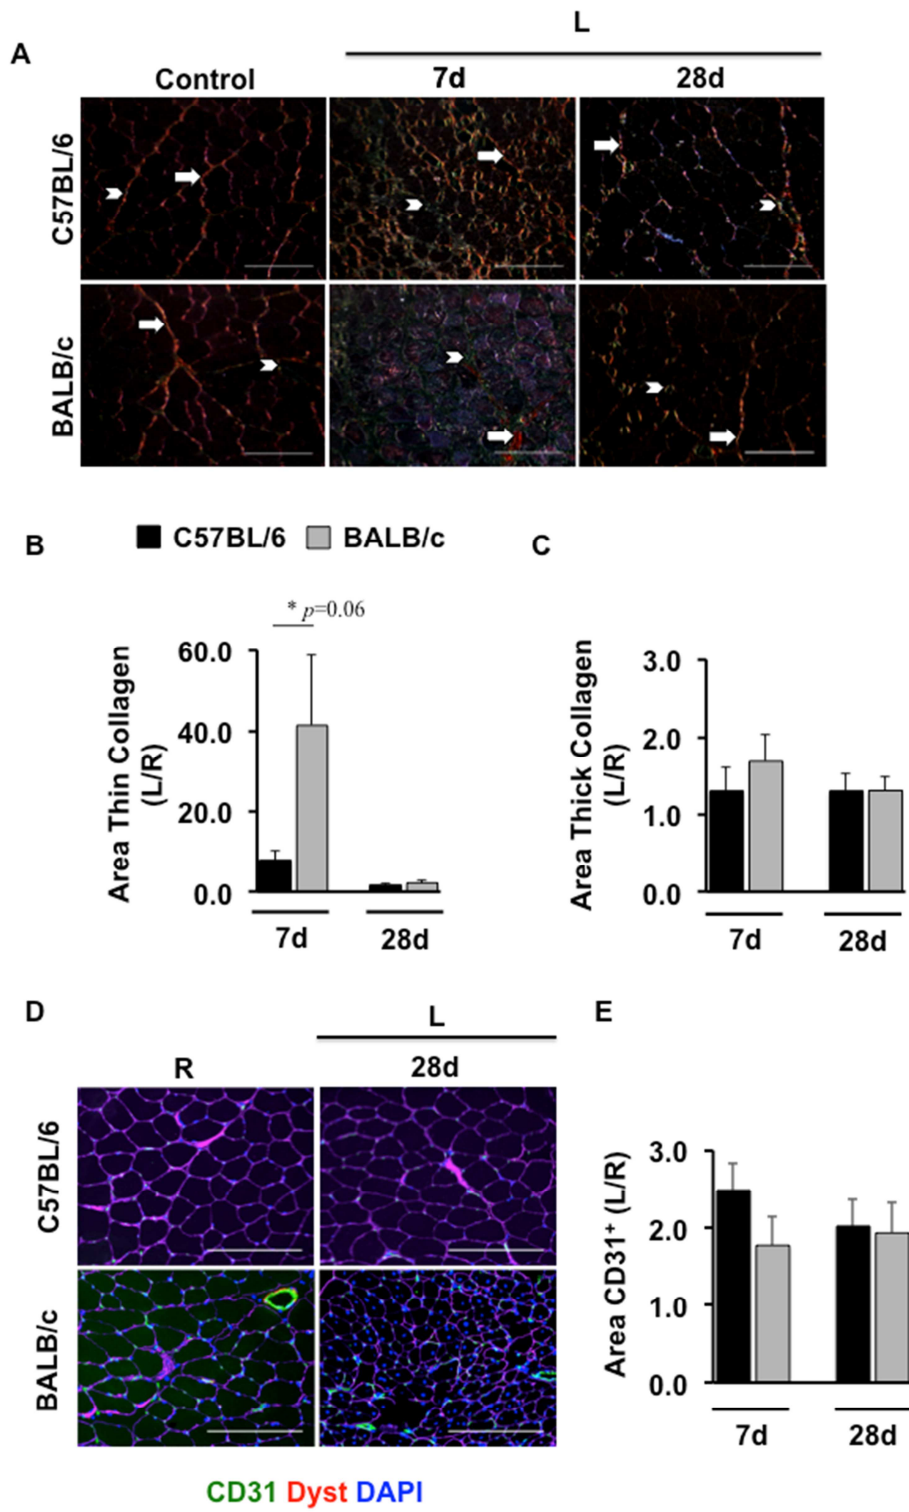 A
L
Control 7d 28d
C57BL/6
BALB/c
B
C57BL/6 BALB/c
C
* p=0.06
Area Thin Collagen
(L/R)
60.0
40.0
20.0
0.0
7d 28d
Area Thick Collagen
(L/R)
3.0
2.0
1.0
0.0
7d 28d
D
L
R 28d
C57BL/6
BALB/c
CD31 Dyst DAPI
E
Area CD31⁺ (L/R)
3.0
2.0
1.0
0.0
7d 28d